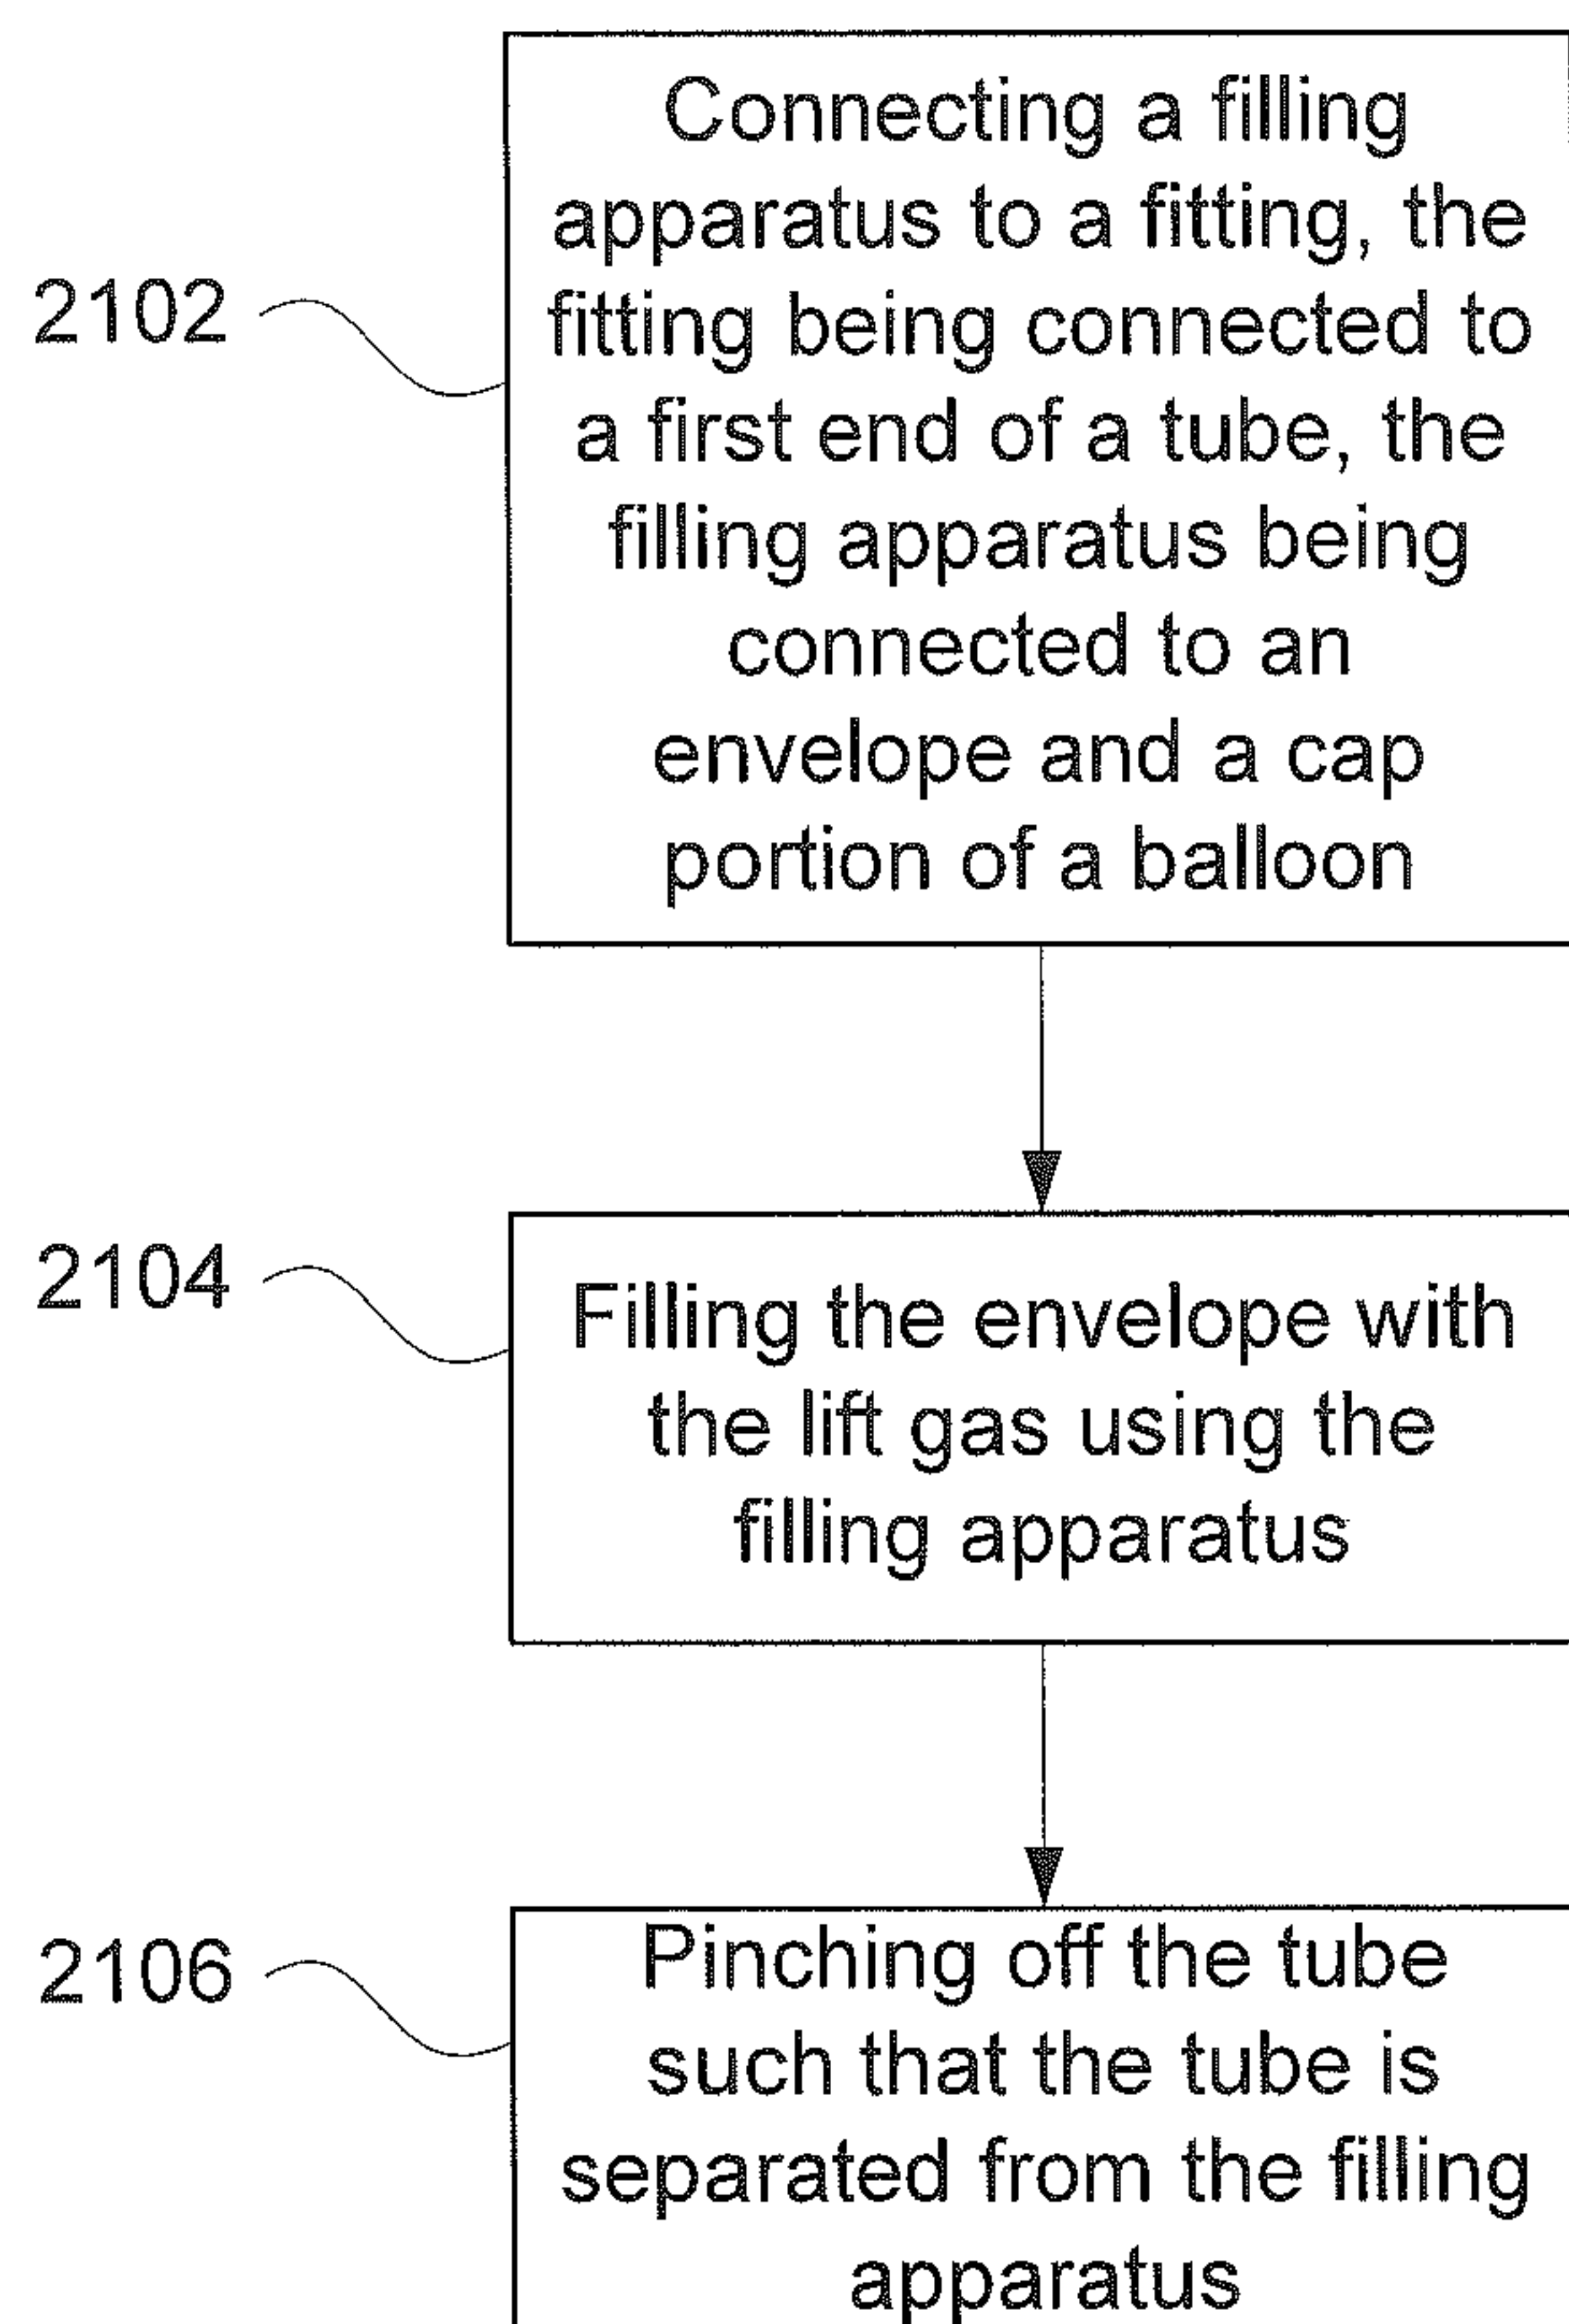 Connecting a filling
apparatus to a fitting, the
2102
fitting being connected to
a first end of a tube, the
filling apparatus being
connected to an
envelope and a cap
portion of a balloon
2104
Filling the envelope with
the lift gas using the
filling apparatus
2106
Pinching off the tube
such that the tube is
separated from the filling
apparatus